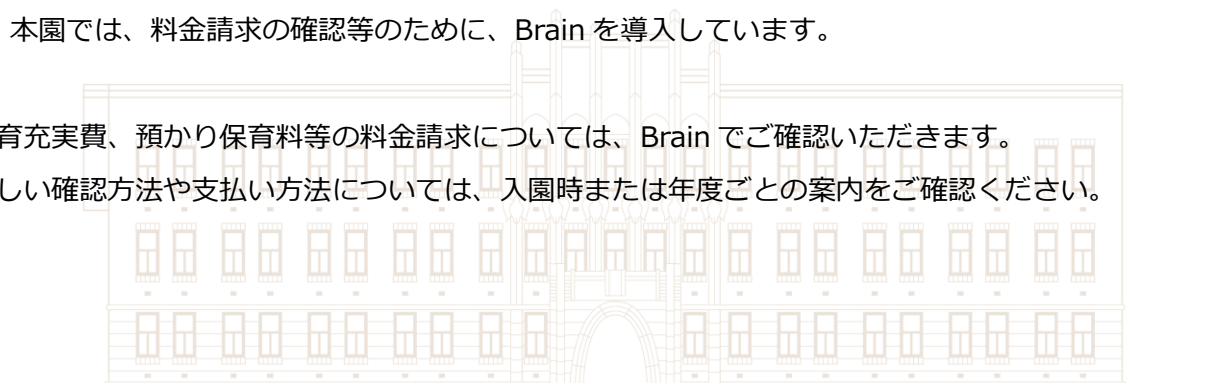 本園では、料金請求の確認等のために、Brain を導入しています。
育充実費、預かり保育料等の料金請求については、Brain でご確認いただきます。
しい確認方法や支払い方法については、入園時または年度ごとの案内をご確認ください。